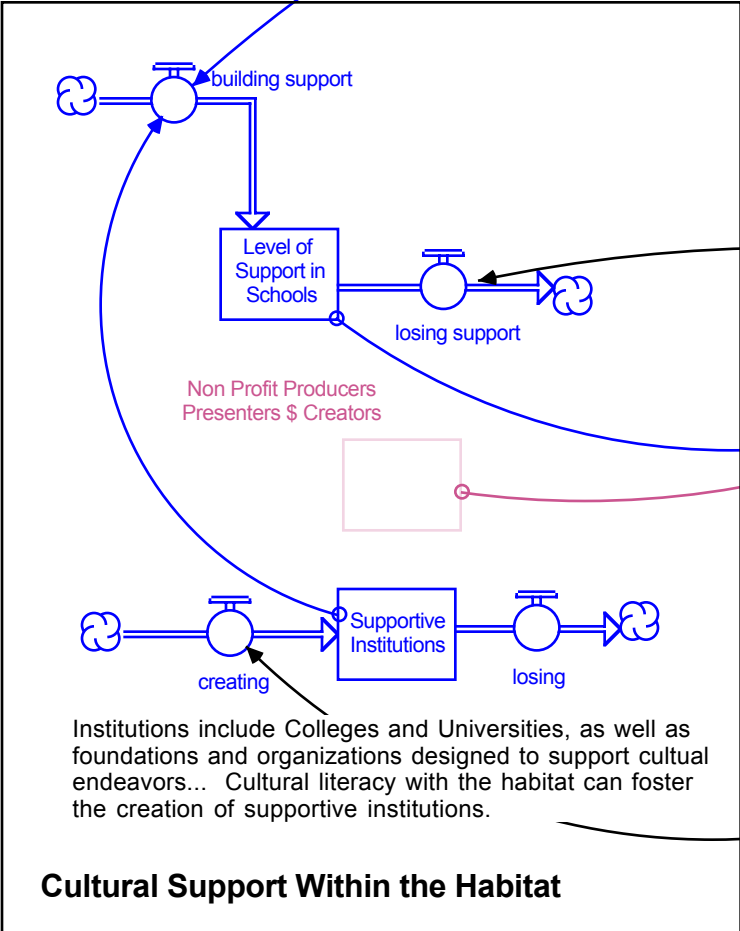 building support
Level of
Support in
Schools
losing support
Non Profit Producers
Presenters $ Creators
Supportive
Institutions
creating
losing
Institutions include Colleges and Universities, as well as
foundations and organizations designed to support cultual
endeavors... Cultural literacy with the habitat can foster
the creation of supportive institutions.
Cultural Support Within the Habitat